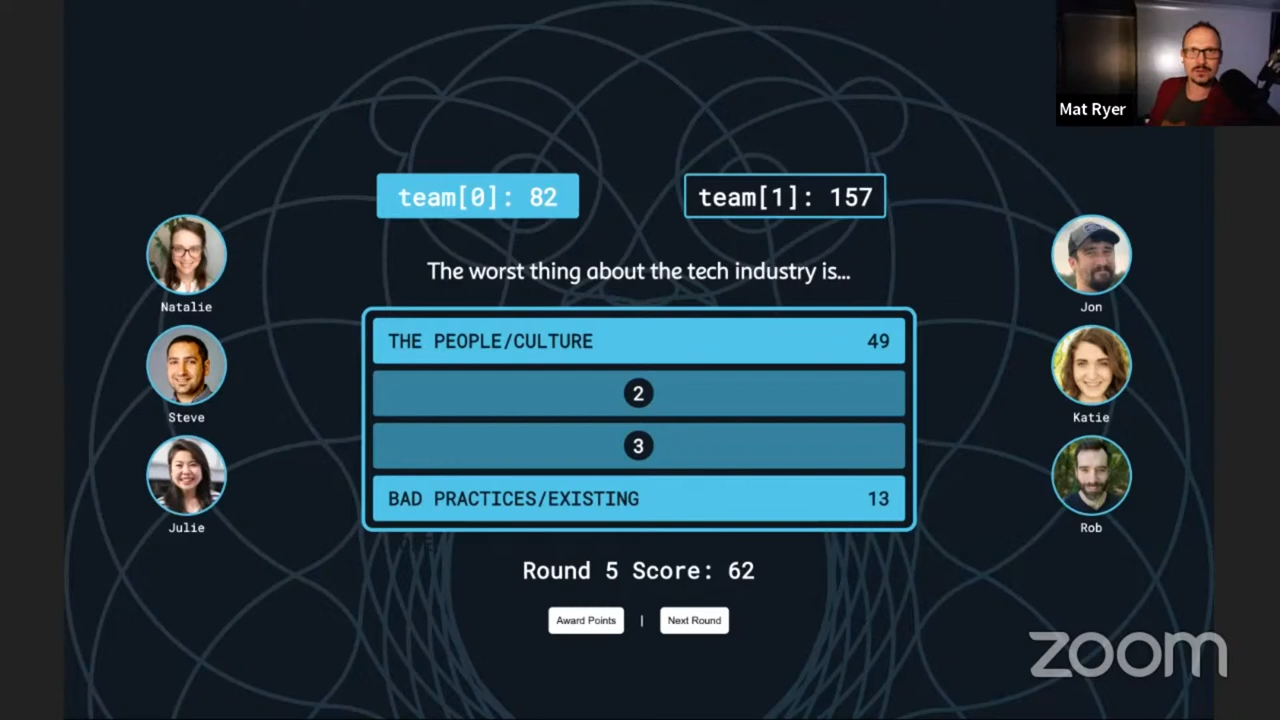 Mat Ryer
team[0]: 82
team[1]: 157
The worst thing about the tech industry is...
Natalie
Jon
THE PEOPLE/CULTURE 49
2
Steve
Katie
3
BAD PRACTICES/EXISTING 13
Julie
Rob
Round 5 Score: 62
Award Points | Next Round
zoom